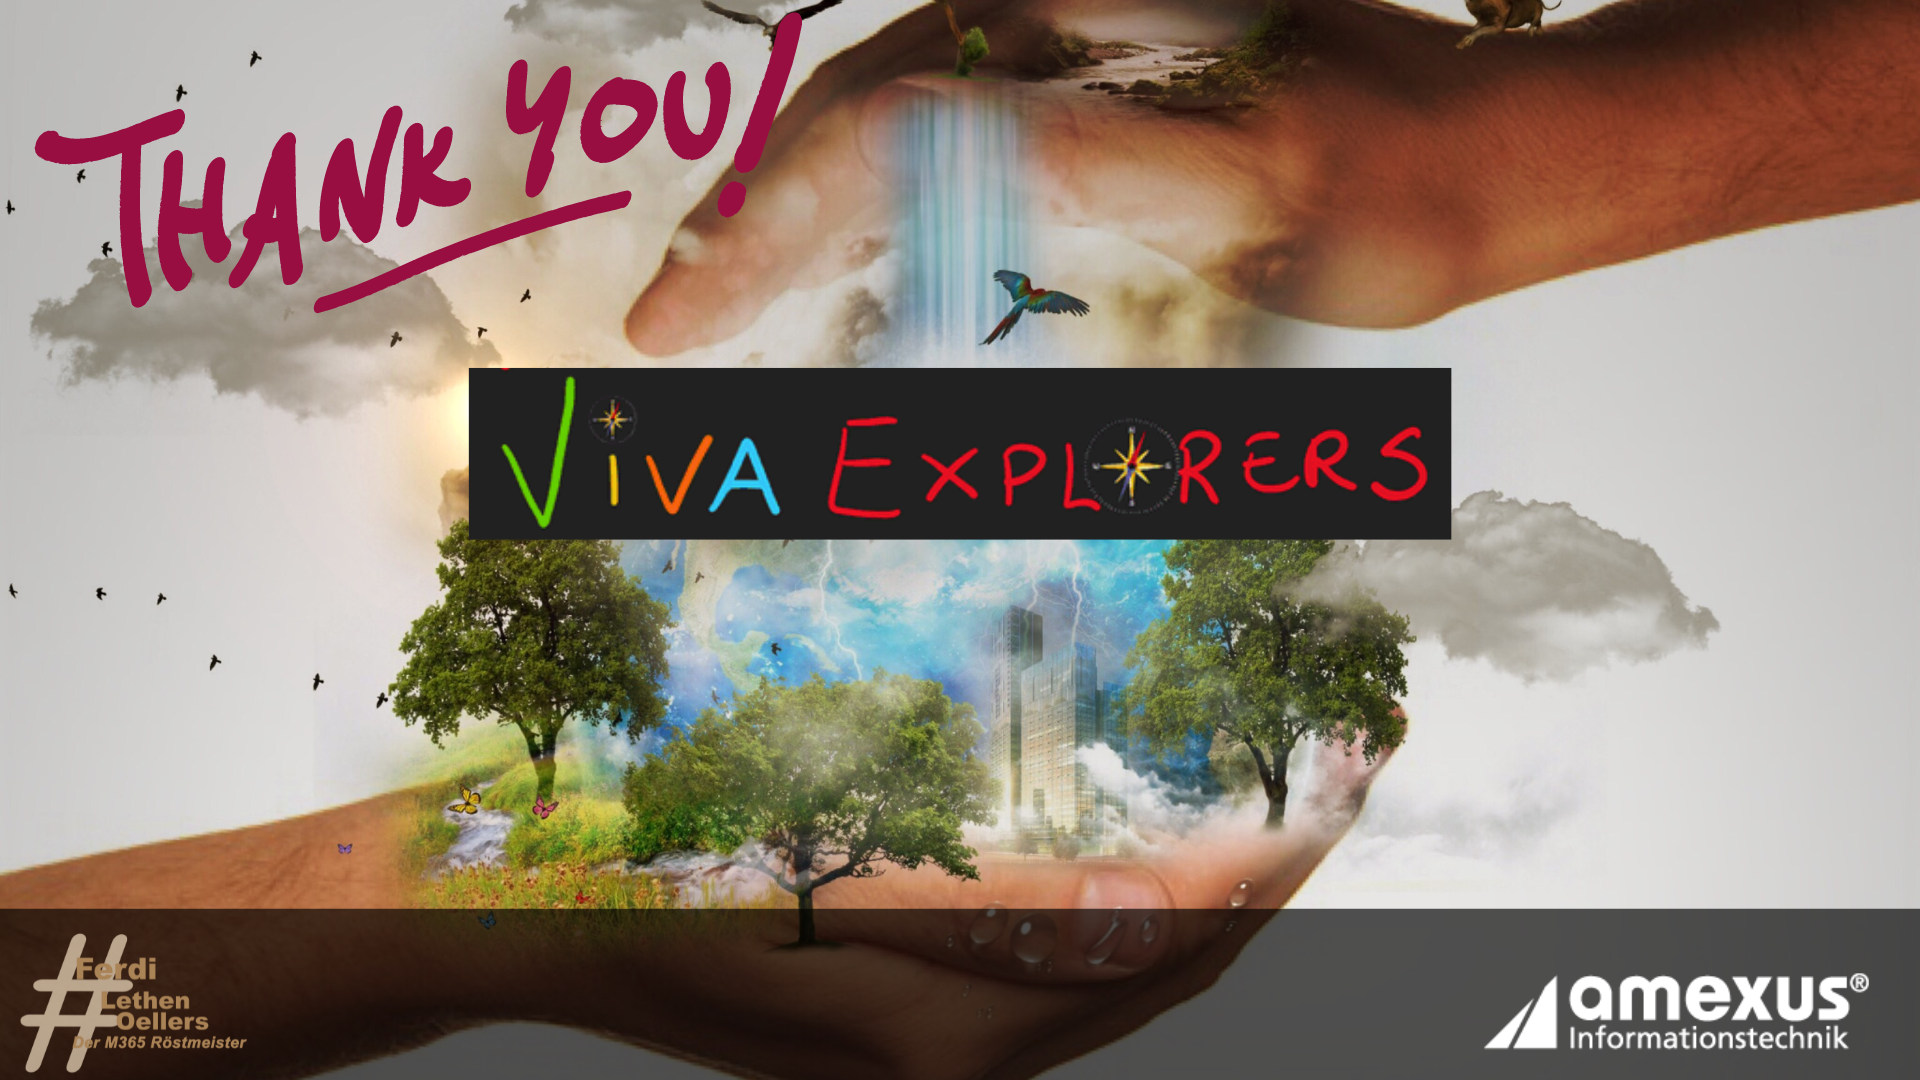 THANK YOU!
VIVA EXPLORERS
#Ferdi
Lethen
Oellers
Der M365 Röstmeister
amexus®
Informationstechnik